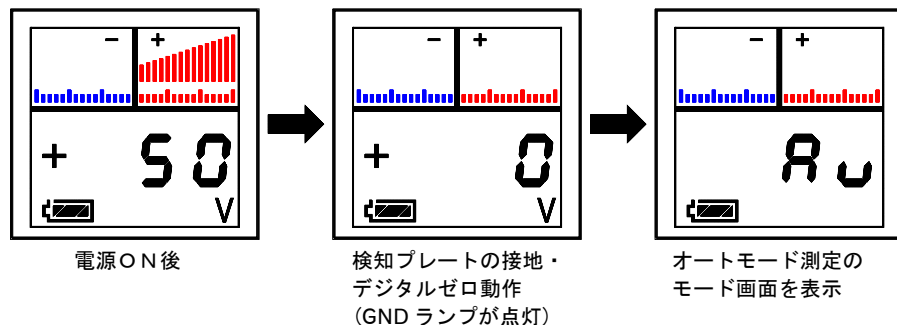 - +
+ 50
V
電源ON後
- +
+ 0
V
検知プレートの接地・
デジタルゼロ動作
(GND ランプが点灯)
- +
Au
オートモード測定の
モード画面を表示